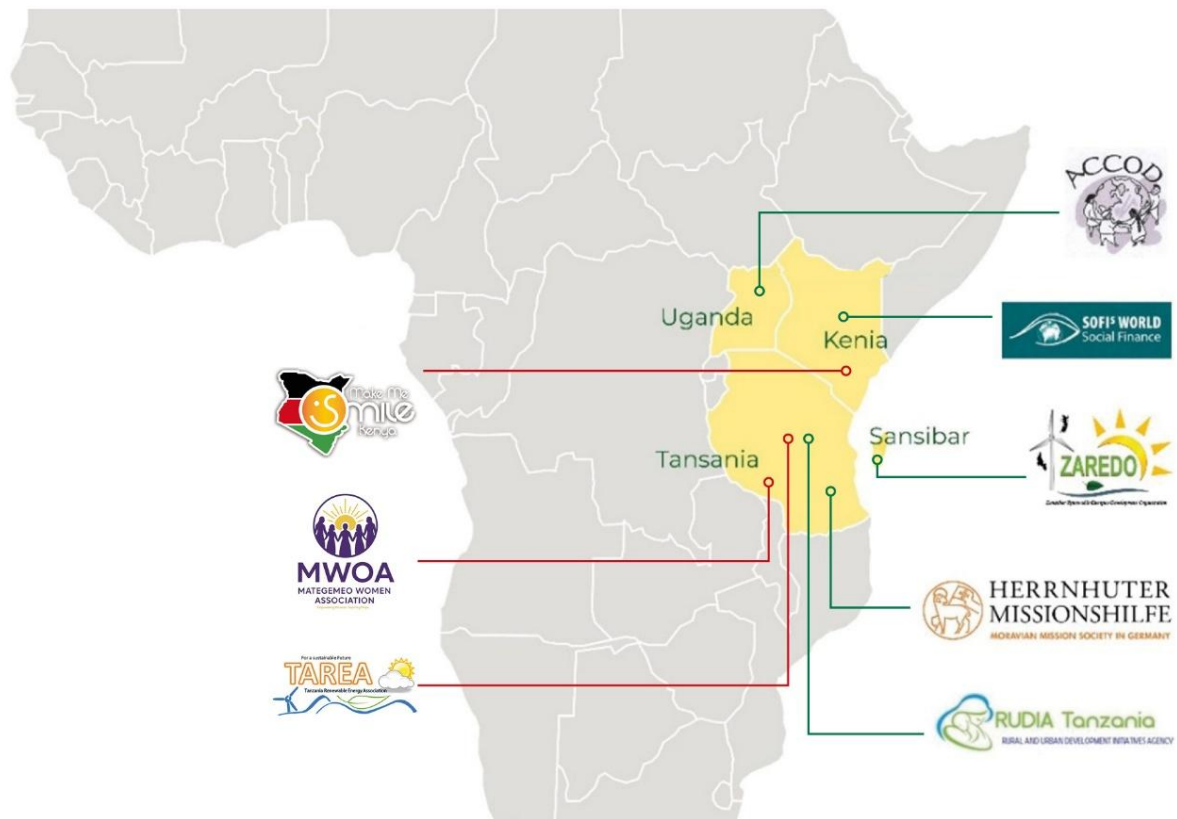 ACCOD
Uganda
SOFIs WORLD
Social Finance
Kenia
Make Me
Smile
Kenya
Sansibar
ZAREDO
Tansania
MWOA
MATEGEMEO WOMEN
ASSOCIATION
HERRNHUTER
MISSIONSHILFE
MORAVIAN MISSION SOCIETY IN GERMANY
For a sustainable future
TAREA
Tanzania Renewable Energy Association
RUDIA Tanzania
RURAL AND URBAN DEVELOPMENT INITIATIVES AGENCY